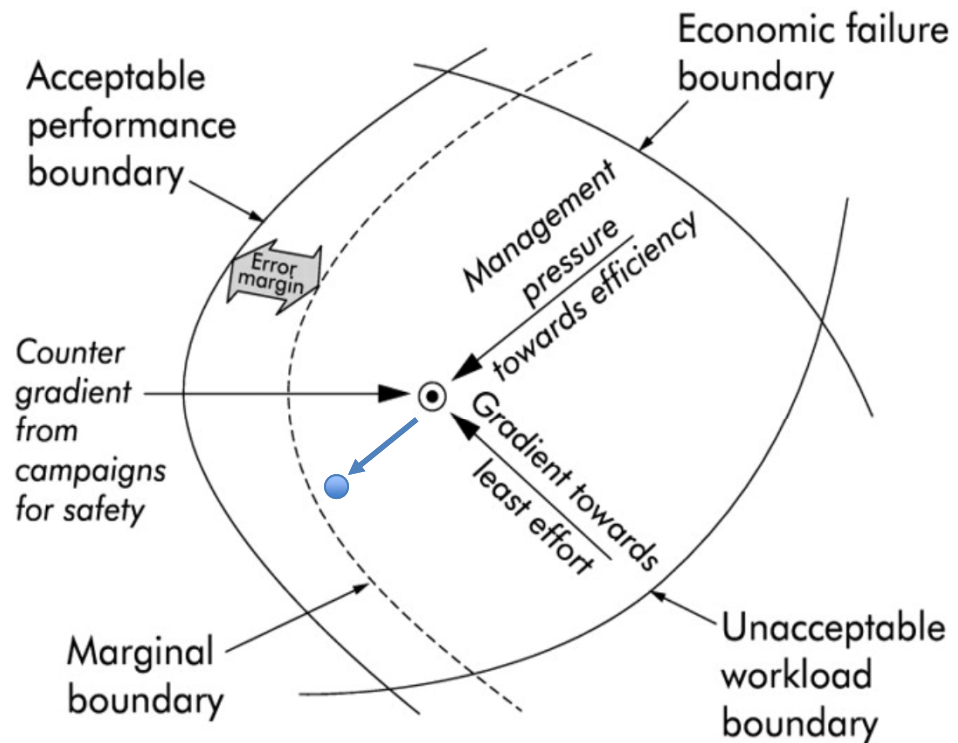 Economic failure
boundary
Acceptable
performance
boundary
Management
pressure
towards efficiency
Error
margin
Counter
gradient
from
campaigns
for safety
Gradient towards
least effort
Marginal
boundary
Unacceptable
workload
boundary